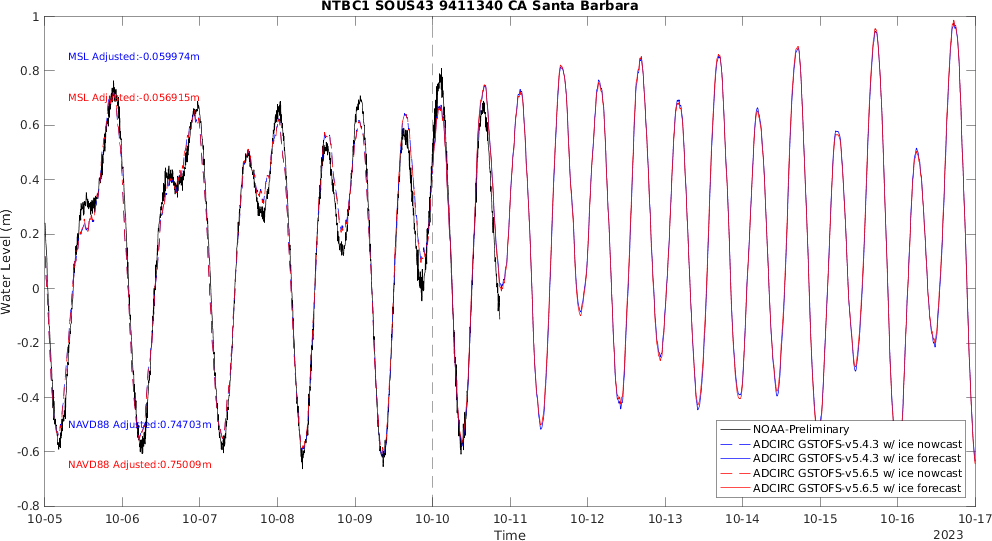 NTBC1 SOUS43 9411340 CA Santa Barbara
MSL Adjusted:-0.059974m
MSL Adjusted:-0.056915m
NAVD88 Adjusted:0.74703m
NAVD88 Adjusted:0.75009m
Water Level (m)
1
0.8
0.6
0.4
0.2
0
-0.2
-0.4
-0.6
-0.8
NOAA-Preliminary
ADCIRC GSTOFS-v5.4.3 w/ ice nowcast
ADCIRC GSTOFS-v5.4.3 w/ ice forecast
ADCIRC GSTOFS-v5.6.5 w/ ice nowcast
ADCIRC GSTOFS-v5.6.5 w/ ice forecast
10-05 10-06 10-07 10-08 10-09 10-10 10-11 10-12 10-13 10-14 10-15 10-16 10-17
Time
2023